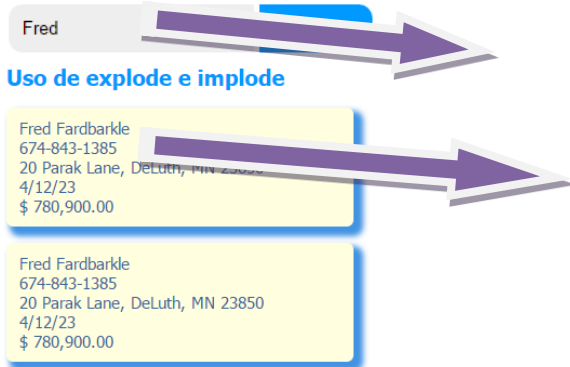 Fred
Uso de explode e implode
Fred Fardbarkle
674-843-1385
20 Parak Lane, DeLuth, MN 23850
4/12/23
$ 780,900.00
Fred Fardbarkle
674-843-1385
20 Parak Lane, DeLuth, MN 23850
4/12/23
$ 780,900.00